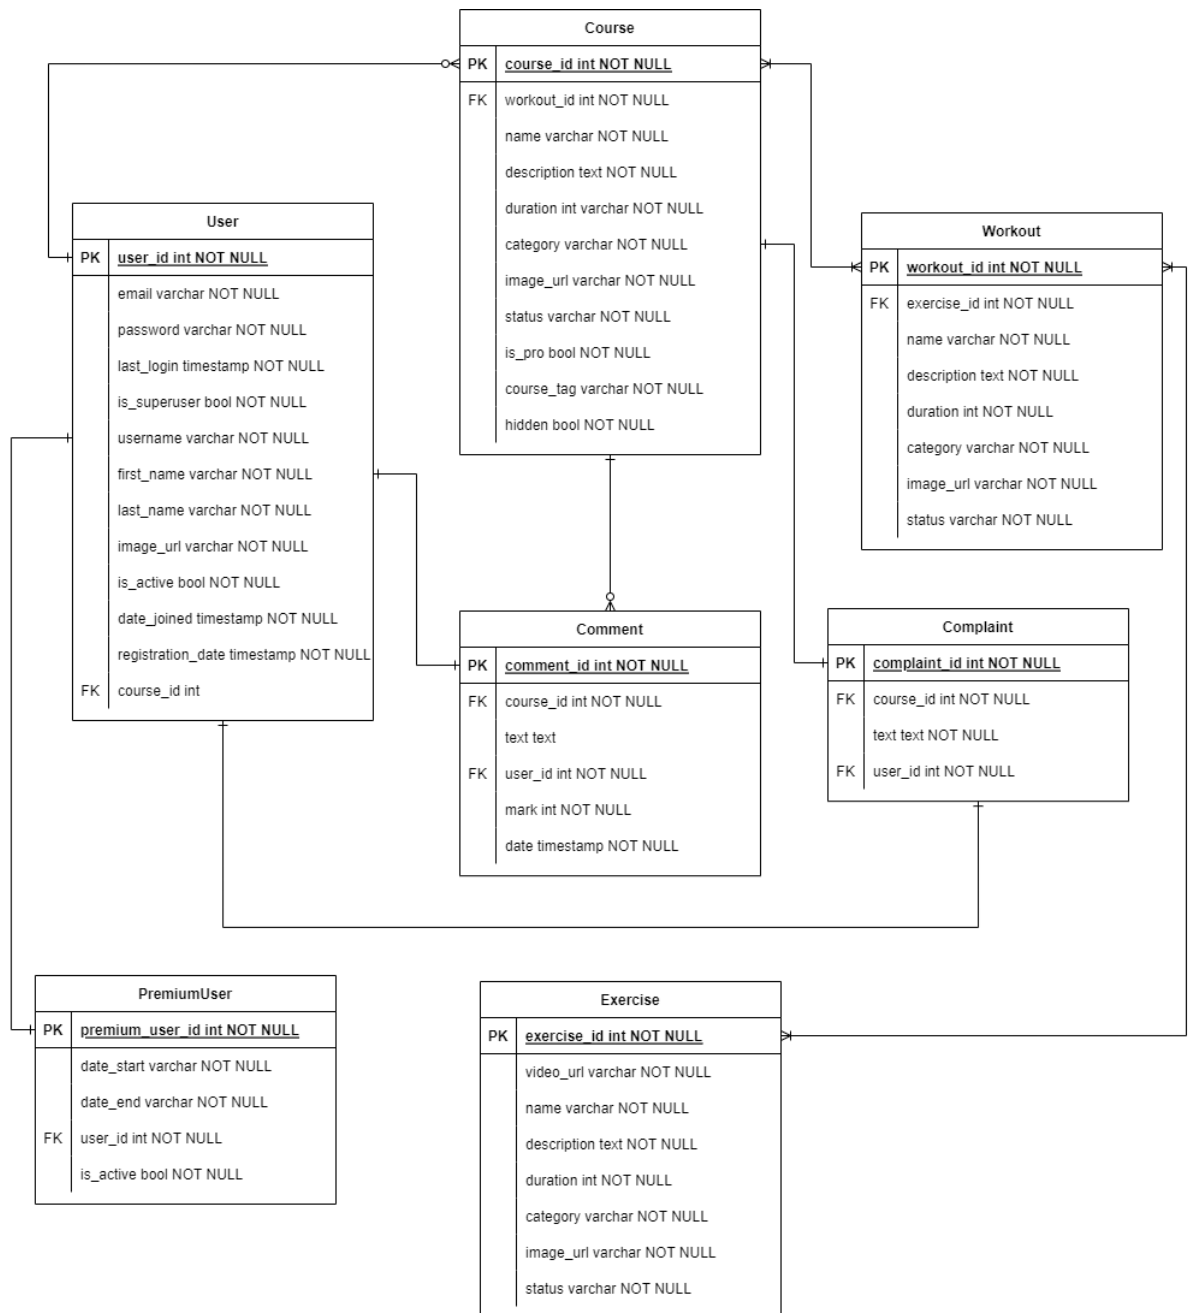 Course
PK course_id int NOT NULL
FK workout_id int NOT NULL
name varchar NOT NULL
description text NOT NULL
duration int varchar NOT NULL
category varchar NOT NULL
image_url varchar NOT NULL
status varchar NOT NULL
is_pro bool NOT NULL
course_tag varchar NOT NULL
hidden bool NOT NULL
User
PK user_id int NOT NULL
email varchar NOT NULL
password varchar NOT NULL
last_login timestamp NOT NULL
is_superuser bool NOT NULL
username varchar NOT NULL
first_name varchar NOT NULL
last_name varchar NOT NULL
image_url varchar NOT NULL
is_active bool NOT NULL
date_joined timestamp NOT NULL
registration_date timestamp NOT NULL
FK course_id int
Workout
PK workout_id int NOT NULL
FK exercise_id int NOT NULL
name varchar NOT NULL
description text NOT NULL
duration int NOT NULL
category varchar NOT NULL
image_url varchar NOT NULL
status varchar NOT NULL
Comment
PK comment_id int NOT NULL
FK course_id int NOT NULL
text text
FK user_id int NOT NULL
mark int NOT NULL
date timestamp NOT NULL
Complaint
PK complaint_id int NOT NULL
FK course_id int NOT NULL
text text NOT NULL
FK user_id int NOT NULL
PremiumUser
PK premium_user_id int NOT NULL
date_start varchar NOT NULL
date_end varchar NOT NULL
FK user_id int NOT NULL
is_active bool NOT NULL
Exercise
PK exercise_id int NOT NULL
video_url varchar NOT NULL
name varchar NOT NULL
description text NOT NULL
duration int NOT NULL
category varchar NOT NULL
image_url varchar NOT NULL
status varchar NOT NULL